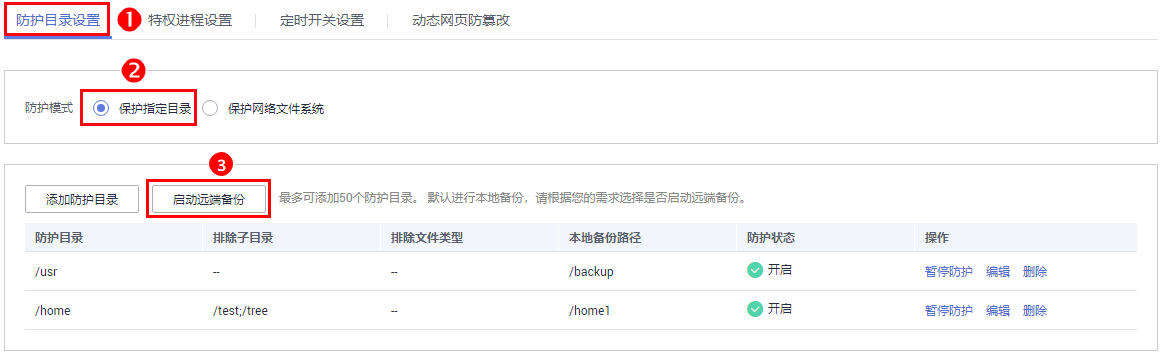 防护目录设置 1 特权进程设置 定时开关设置 动态网页防篡改
2
防护模式 保护指定目录 保护网络文件系统
3
添加防护目录 启动远端备份 最多可添加50个防护目录。 默认进行本地备份，请根据您的需求选择是否启动远端备份。
防护目录 排除子目录 排除文件类型 本地备份路径 防护状态 操作
/usr -- -- /backup 开启 暂停防护 编辑 删除
/home /test;/tree -- /home1 开启 暂停防护 编辑 删除